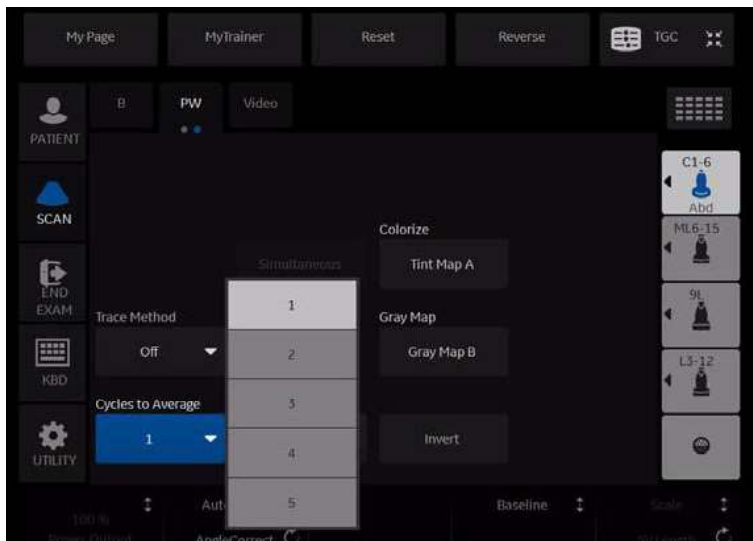 My Page
MyTrainer
Reset
Reverse
TGC
B
PW
Video
PATIENT
SCAN
END
EXAM
KBD
UTILITY
Simultaneous
Colorize
Tint Map A
Trace Method
Off
Gray Map
Gray Map B
Cycles to Average
1
Invert
1
2
3
4
5
C1-6
Abd
ML6-15
9L
L3-12
100 %
Power Output
Auto
AngleCorrect
Baseline
Scale